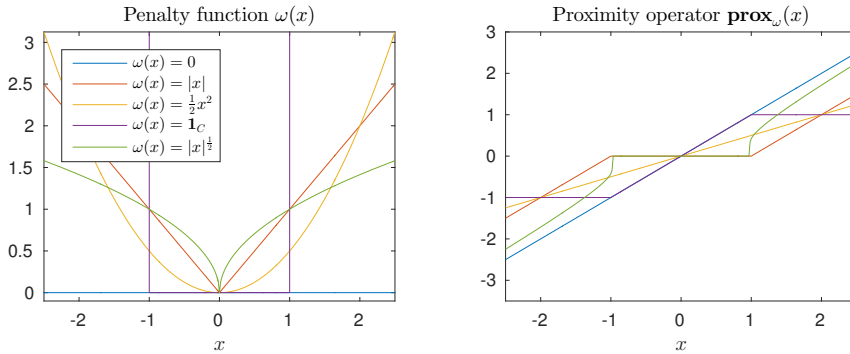 Penalty function ω(x)
3
2.5
2
1.5
1
0.5
0
-2
-1
0
1
2
x
ω(x) = 0
ω(x) = |x|
ω(x) = ½x²
ω(x) = 1_C
ω(x) = |x|^½
Proximity operator prox_ω(x)
3
2
1
0
-1
-2
-3
-2
-1
0
1
2
x